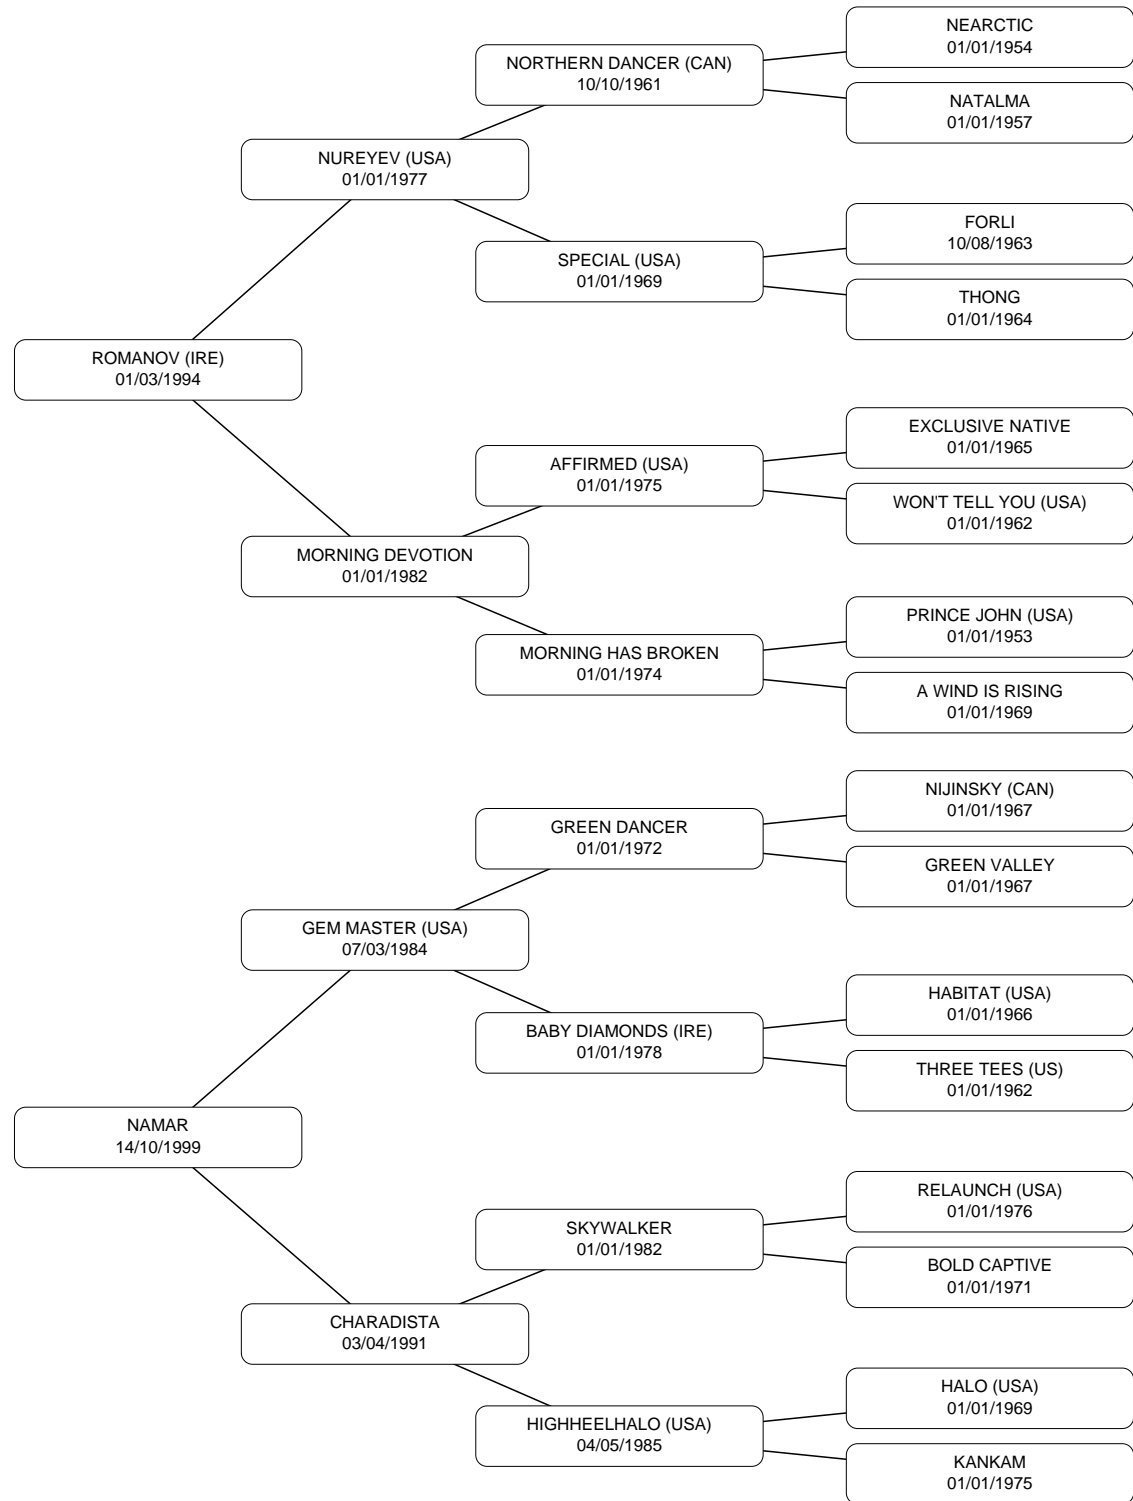 NEARCTIC
01/01/1954
NORTHERN DANCER (CAN)
10/10/1961
NATALMA
01/01/1957
NUREYEV (USA)
01/01/1977
FORLI
10/08/1963
SPECIAL (USA)
01/01/1969
THONG
01/01/1964
ROMANOV (IRE)
01/03/1994
EXCLUSIVE NATIVE
01/01/1965
AFFIRMED (USA)
01/01/1975
WON'T TELL YOU (USA)
01/01/1962
MORNING DEVOTION
01/01/1982
PRINCE JOHN (USA)
01/01/1953
MORNING HAS BROKEN
01/01/1974
A WIND IS RISING
01/01/1969
NIJINSKY (CAN)
01/01/1967
GREEN DANCER
01/01/1972
GREEN VALLEY
01/01/1967
GEM MASTER (USA)
07/03/1984
HABITAT (USA)
01/01/1966
BABY DIAMONDS (IRE)
01/01/1978
THREE TEES (US)
01/01/1962
NAMAR
14/10/1999
RELAUNCH (USA)
01/01/1976
SKYWALKER
01/01/1982
BOLD CAPTIVE
01/01/1971
CHARADISTA
03/04/1991
HALO (USA)
01/01/1969
HIGHHEELHALO (USA)
04/05/1985
KANKAM
01/01/1975